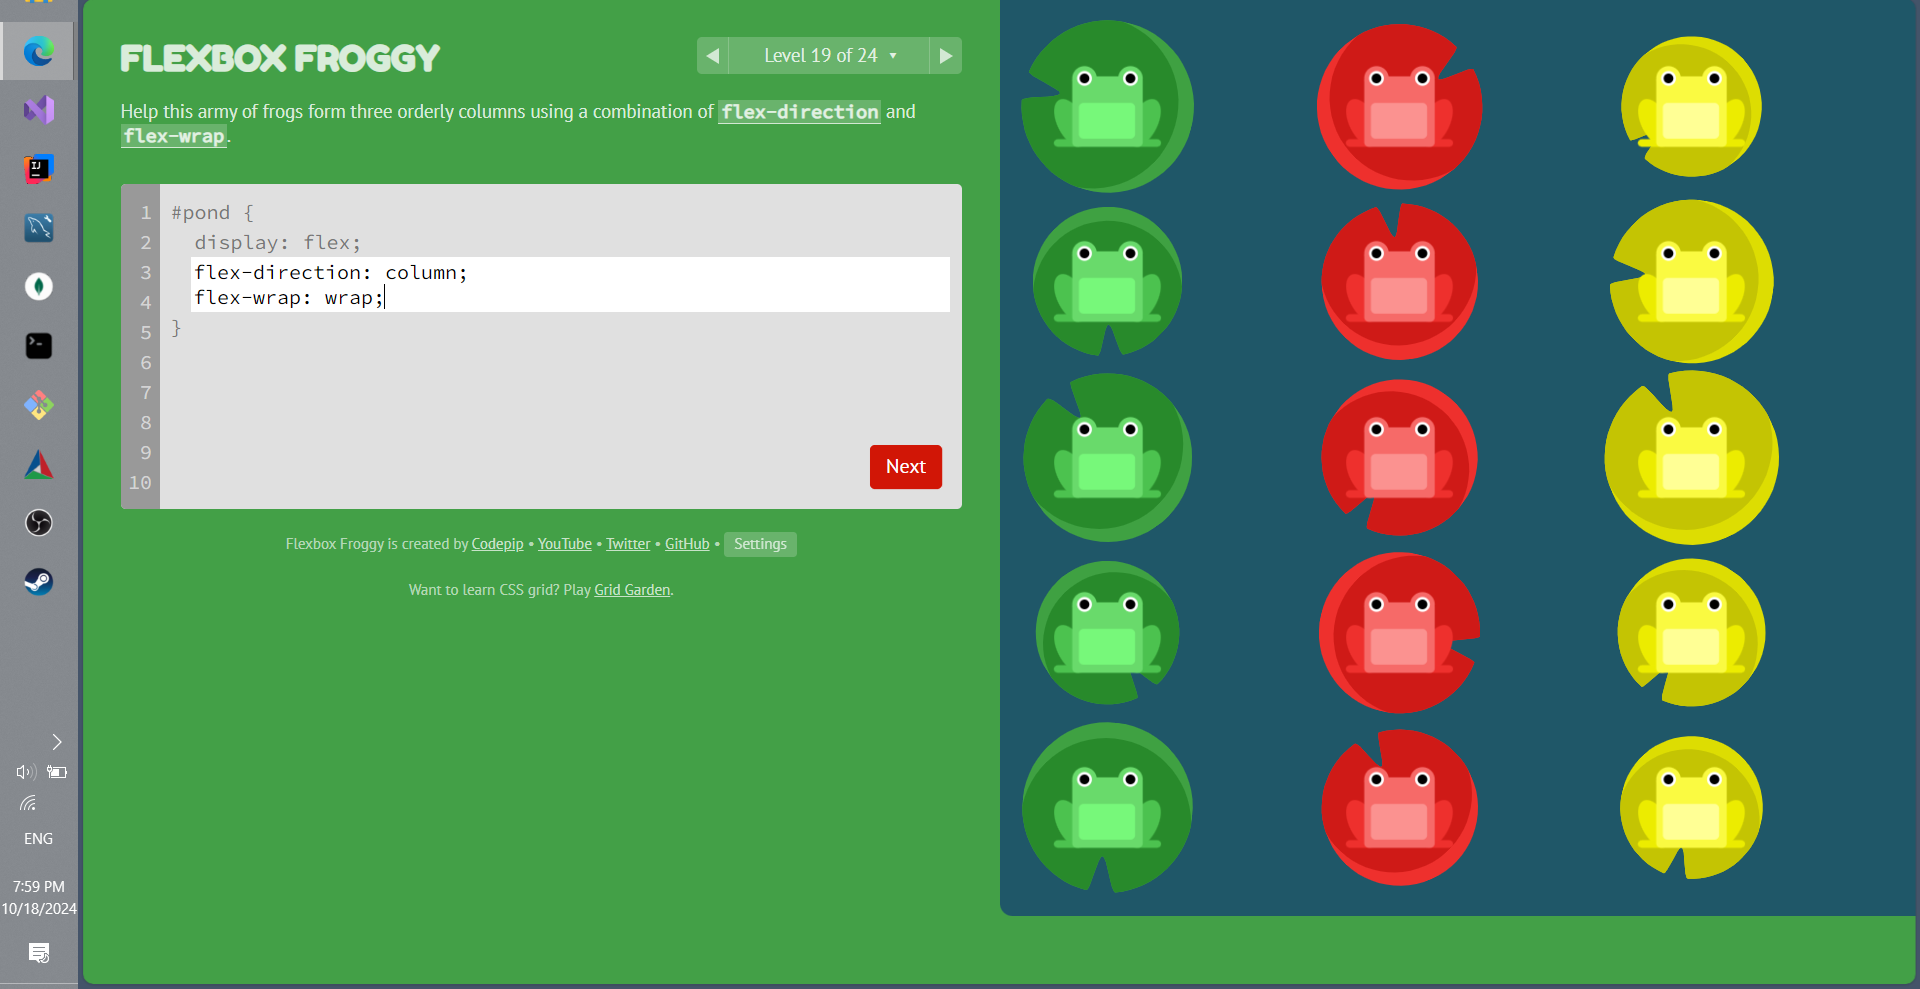 FLEXBOX FROGGY
Level 19 of 24
Help this army of frogs form three orderly columns using a combination of flex-direction and
flex-wrap.
1 #pond {
2 display: flex;
3 flex-direction: column;
4 flex-wrap: wrap;
5 }
6
7
8
9
10
Next
Flexbox Froggy is created by Codepip • YouTube • Twitter • GitHub • Settings
Want to learn CSS grid? Play Grid Garden.
IJ
ENG
7:59 PM
10/18/2024